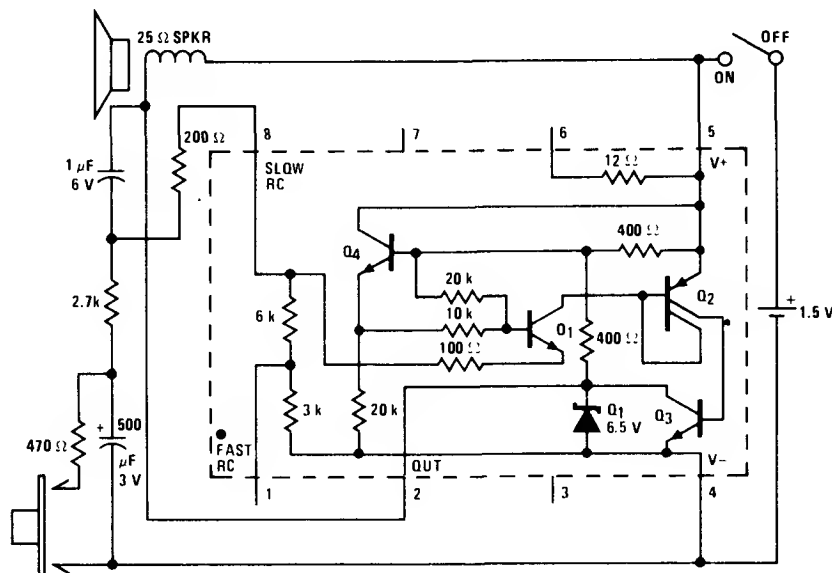 25 Ω SPKR
OFF
ON
200 Ω
8
7
6
5
SLQW
RC
12 Ω
V+
1 µF
6 V
Q4
400 Ω
Q2
20 k
2.7k
6 k
10 k
Q1
400 Ω
+
1.5 V
100 Ω
3 k
20 k
Q1
6.5 V
Q3
470 Ω
+
500
µF
3 V
FAST
RC
QUT
V−
1
2
3
4